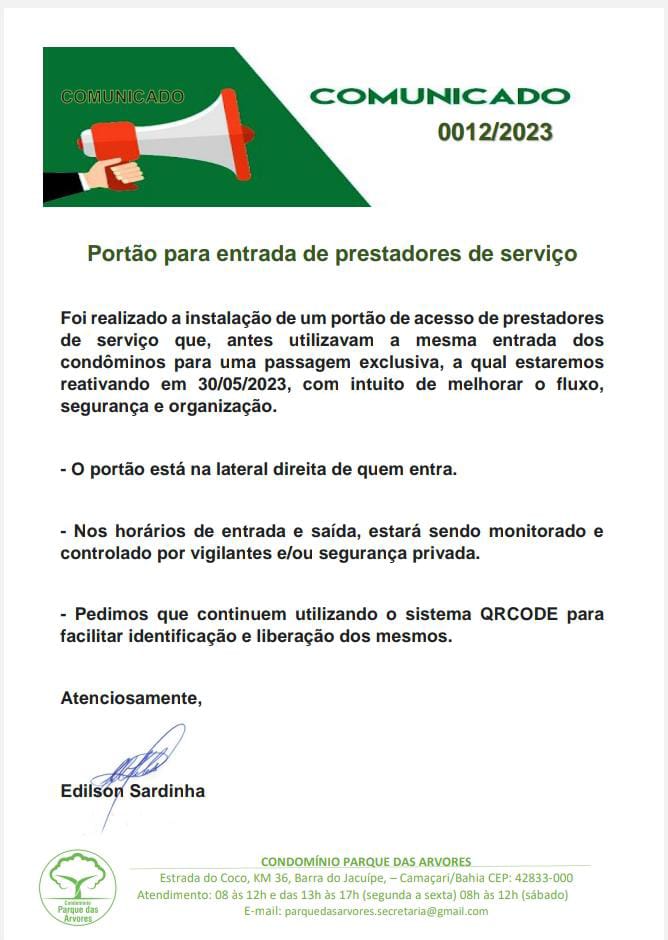 COMUNICADO
COMUNICADO
0012/2023
Portão para entrada de prestadores de serviço
Foi realizado a instalação de um portão de acesso de prestadores
de serviço que, antes utilizavam a mesma entrada dos
condôminos para uma passagem exclusiva, a qual estaremos
reativando em 30/05/2023, com intuito de melhorar o fluxo,
segurança e organização.
- O portão está na lateral direita de quem entra.
- Nos horários de entrada e saída, estará sendo monitorado e
controlado por vigilantes e/ou segurança privada.
- Pedimos que continuem utilizando o sistema QRCODE para
facilitar identificação e liberação dos mesmos.
Atenciosamente,
Edilson Sardinha
Condomínio
Parque das
Arvores
CONDOMÍNIO PARQUE DAS ARVORES
Estrada do Coco, KM 36, Barra do Jacuípe, – Camaçari/Bahia CEP: 42833-000
Atendimento: 08 às 12h e das 13h às 17h (segunda a sexta) 08h às 12h (sábado)
E-mail: parquedasarvores.secretaria@gmail.com